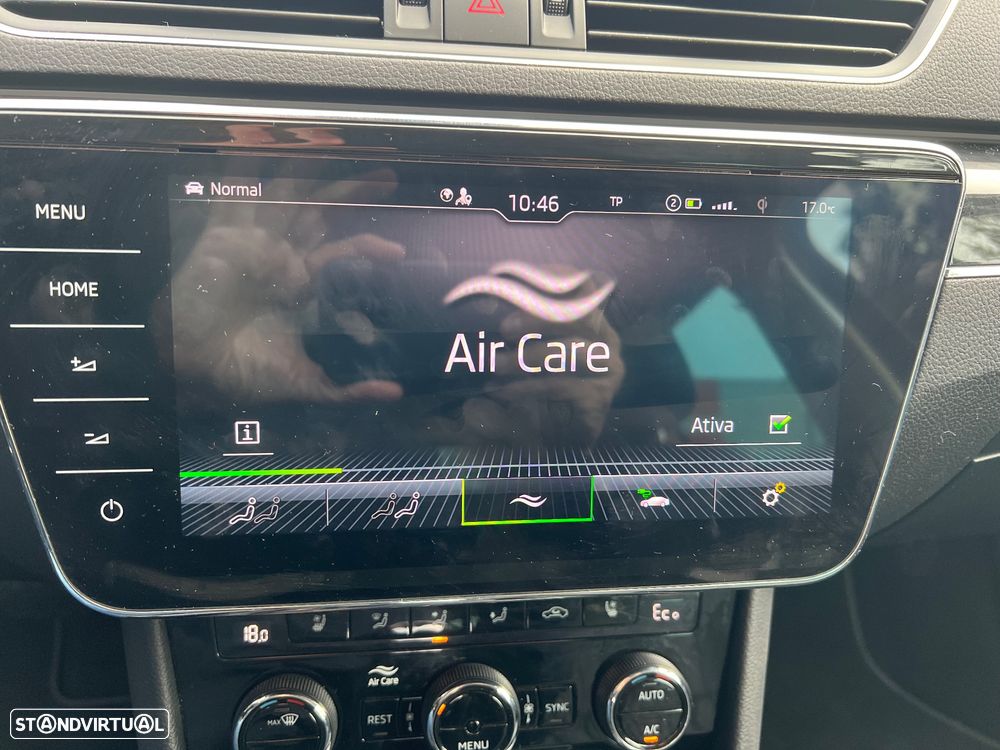 Normal
10:46
TP
2
17.0°C
MENU
HOME
Air Care
i
Ativa
18.0
Eco
Air Care
MAX
REST
SYNC
AUTO
A/C
MENU
STANDVIRTUAL